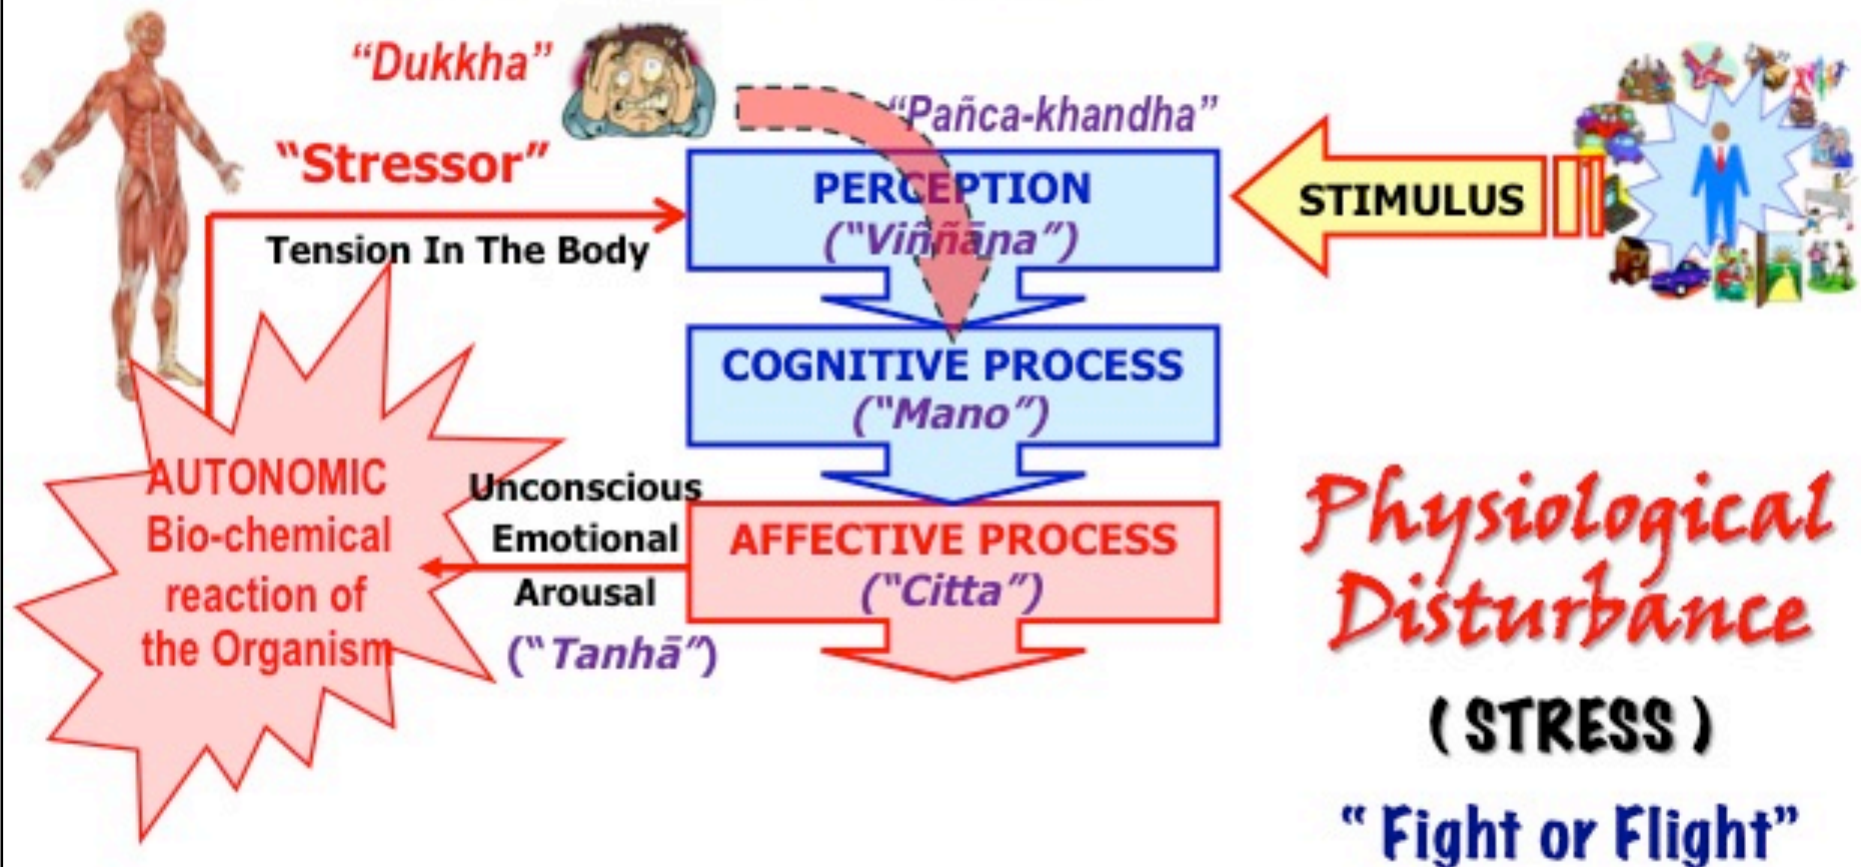 “Dukkha”
“Pañca-khandha”
“Stressor”
Tension In The Body
PERCEPTION
(“Viññāna”)
STIMULUS
COGNITIVE PROCESS
(“Mano”)
AUTONOMIC
Bio-chemical
reaction of
the Organism
Unconscious
Emotional
Arousal
(“Tanhā”)
AFFECTIVE PROCESS
(“Citta”)
Physiological
Disturbance
( STRESS )
“ Fight or Flight”